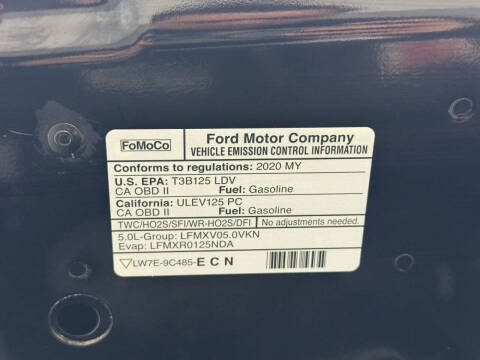 FoMoCo
Ford Motor Company
VEHICLE EMISSION CONTROL INFORMATION
Conforms to regulations: 2020 MY
U.S. EPA: T3B125 LDV
CA OBD II Fuel: Gasoline
California: ULEV125 PC
CA OBD II Fuel: Gasoline
TWC/HO2S/SFI/WR-HO2S/DFI No adjustments needed.
5.0L-Group: LFMXV05.0VKN
Evap: LFMXR0125NDA
LW7E-9C485-E C N